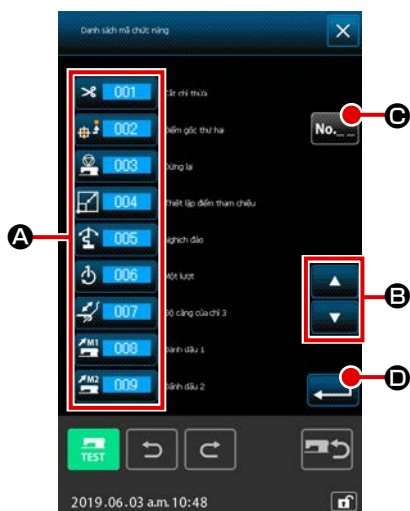 Danh sách mã chức năng
001 Cắt chỉ thừa
002 Điểm gốc thứ hai
C
No._ _
003 Dừng lại
004 Thiết lập điểm tham chiếu
A
005 Nghịch đảo
006 Một lượt
B
007 Độ căng của chỉ 3
M1 008 Đánh dấu 1
M2 009 Đánh dấu 2
D
TEST
2019.06.03 a.m. 10:48